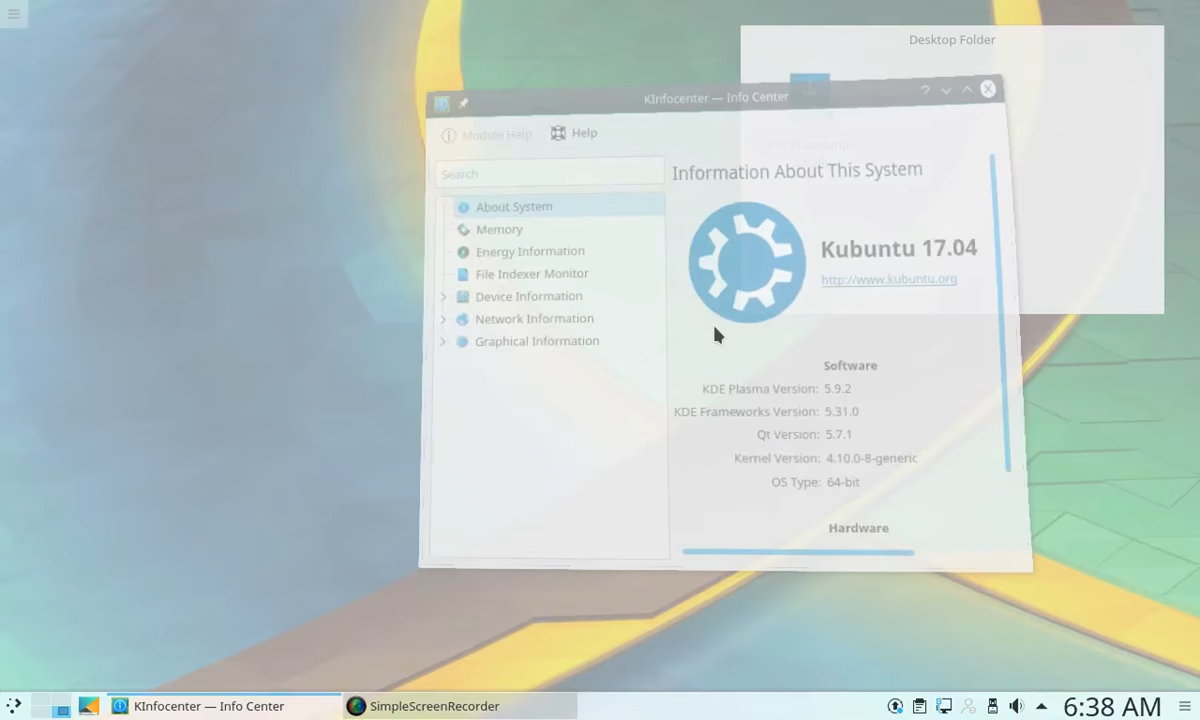 Desktop Folder
KInfocenter — Info Center
Module Help
Help
Search
Information About This System
About System
Memory
Energy Information
File Indexer Monitor
Device Information
Network Information
Graphical Information
Kubuntu 17.04
http://www.kubuntu.org
Software
KDE Plasma Version: 5.9.2
KDE Frameworks Version: 5.31.0
Qt Version: 5.7.1
Kernel Version: 4.10.0-8-generic
OS Type: 64-bit
Hardware
KInfocenter — Info Center
SimpleScreenRecorder
6:38 AM